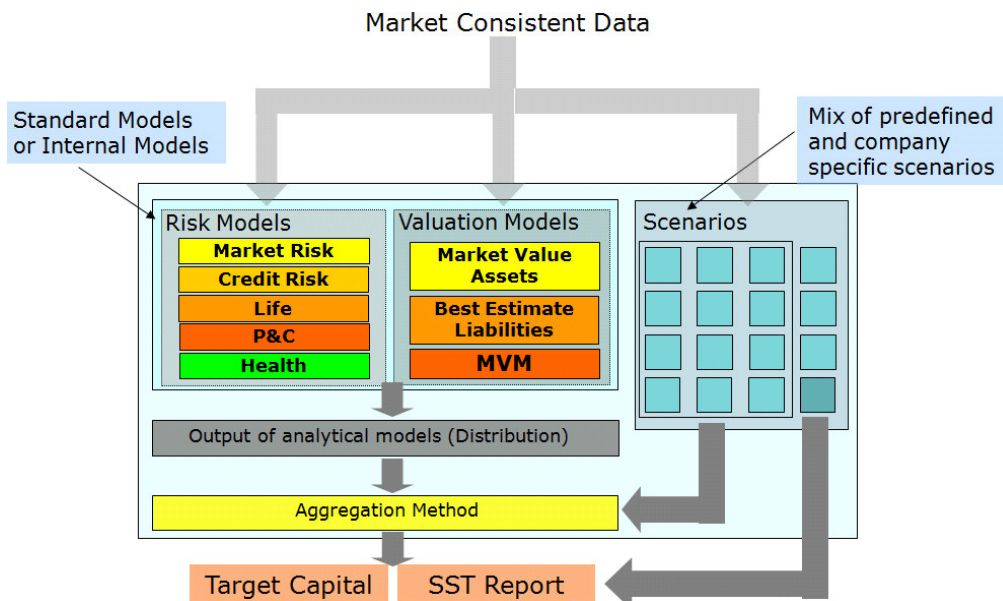 Market Consistent Data
Standard Models
or Internal Models
Mix of predefined
and company
specific scenarios
Risk Models
Market Risk
Credit Risk
Life
P&C
Health
Valuation Models
Market Value
Assets
Best Estimate
Liabilities
MVM
Scenarios
Output of analytical models (Distribution)
Aggregation Method
Target Capital
SST Report